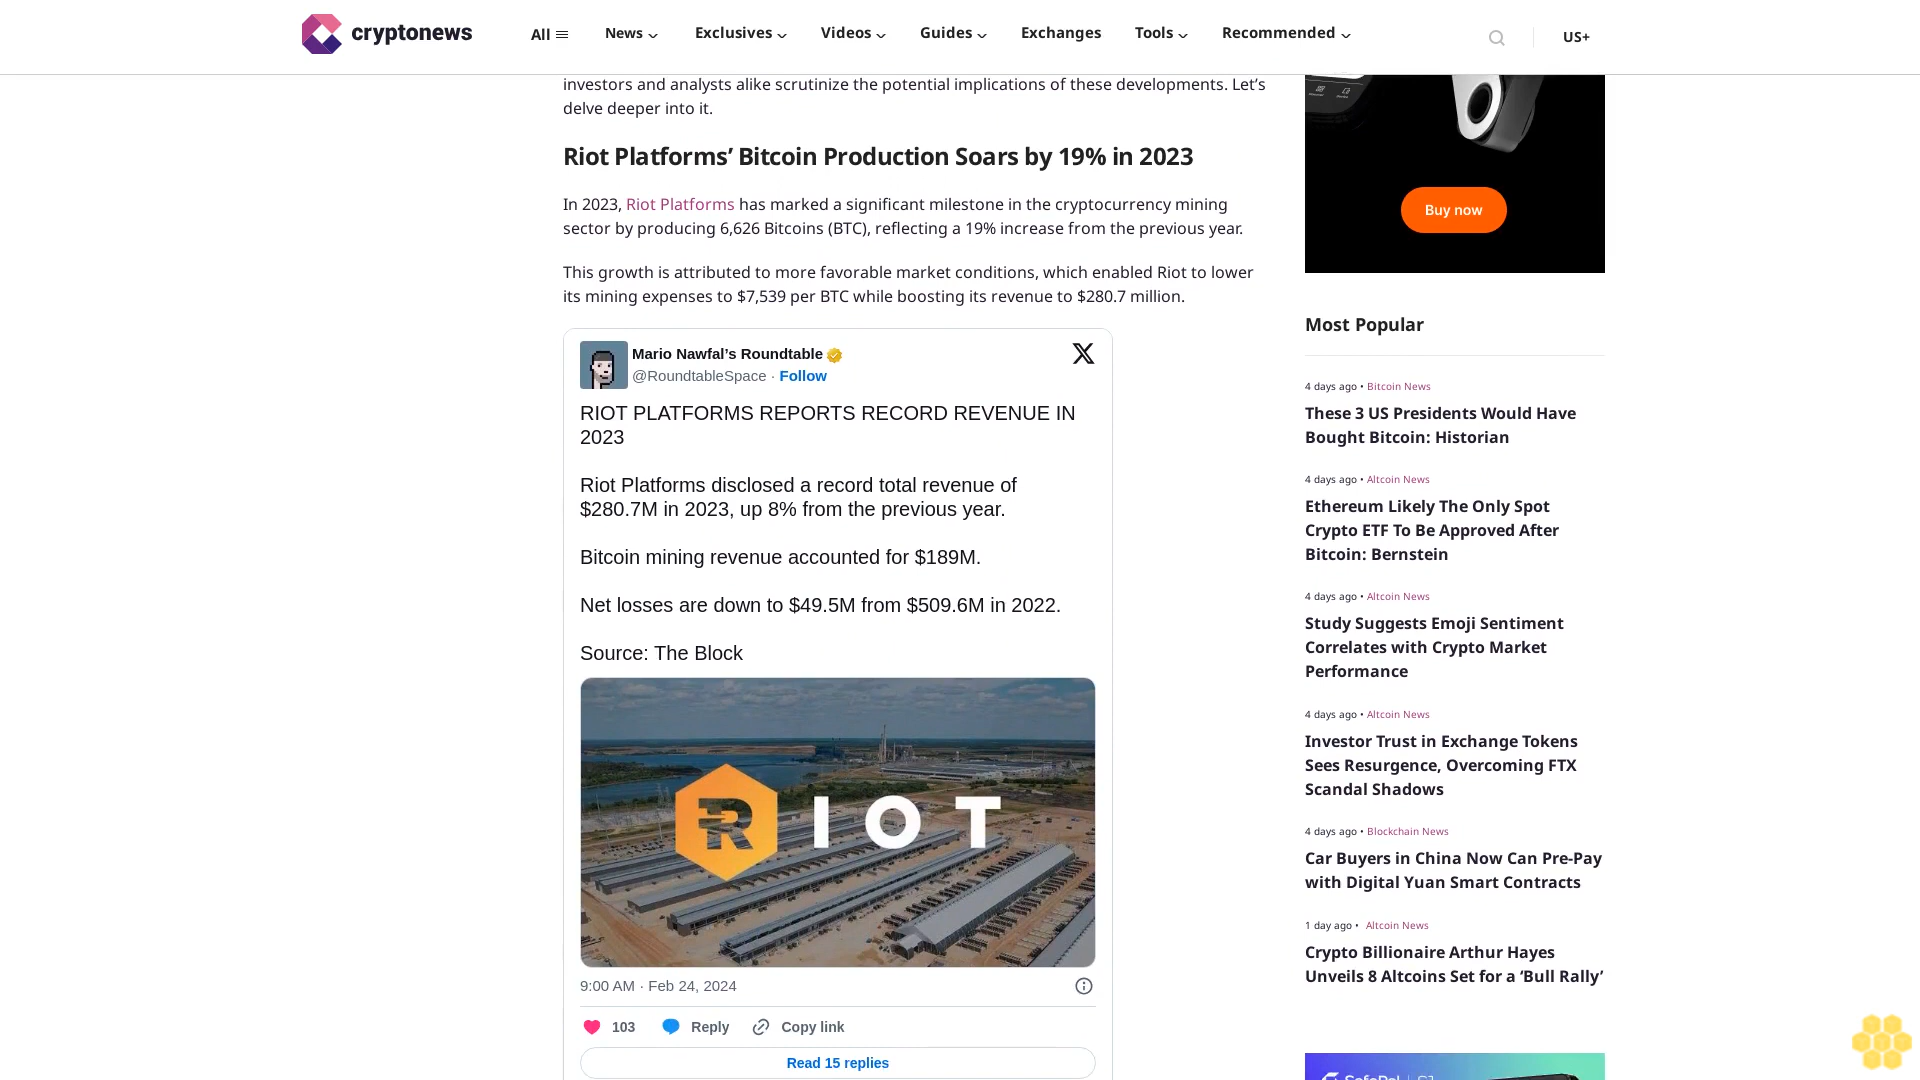 cryptonews
All
News
Exclusives
Videos
Guides
Exchanges
Tools
Recommended
US+
investors and analysts alike scrutinize the potential implications of these developments. Let’s
delve deeper into it.
Riot Platforms’ Bitcoin Production Soars by 19% in 2023
In 2023, Riot Platforms has marked a significant milestone in the cryptocurrency mining
sector by producing 6,626 Bitcoins (BTC), reflecting a 19% increase from the previous year.
This growth is attributed to more favorable market conditions, which enabled Riot to lower
its mining expenses to $7,539 per BTC while boosting its revenue to $280.7 million.
Mario Nawfal’s Roundtable
@RoundtableSpace · Follow
RIOT PLATFORMS REPORTS RECORD REVENUE IN
2023
Riot Platforms disclosed a record total revenue of
$280.7M in 2023, up 8% from the previous year.
Bitcoin mining revenue accounted for $189M.
Net losses are down to $49.5M from $509.6M in 2022.
Source: The Block
RIOT
9:00 AM · Feb 24, 2024
103
Reply
Copy link
Read 15 replies
Buy now
Most Popular
4 days ago • Bitcoin News
These 3 US Presidents Would Have
Bought Bitcoin: Historian
4 days ago • Altcoin News
Ethereum Likely The Only Spot
Crypto ETF To Be Approved After
Bitcoin: Bernstein
4 days ago • Altcoin News
Study Suggests Emoji Sentiment
Correlates with Crypto Market
Performance
4 days ago • Altcoin News
Investor Trust in Exchange Tokens
Sees Resurgence, Overcoming FTX
Scandal Shadows
4 days ago • Blockchain News
Car Buyers in China Now Can Pre-Pay
with Digital Yuan Smart Contracts
1 day ago • Altcoin News
Crypto Billionaire Arthur Hayes
Unveils 8 Altcoins Set for a ‘Bull Rally’